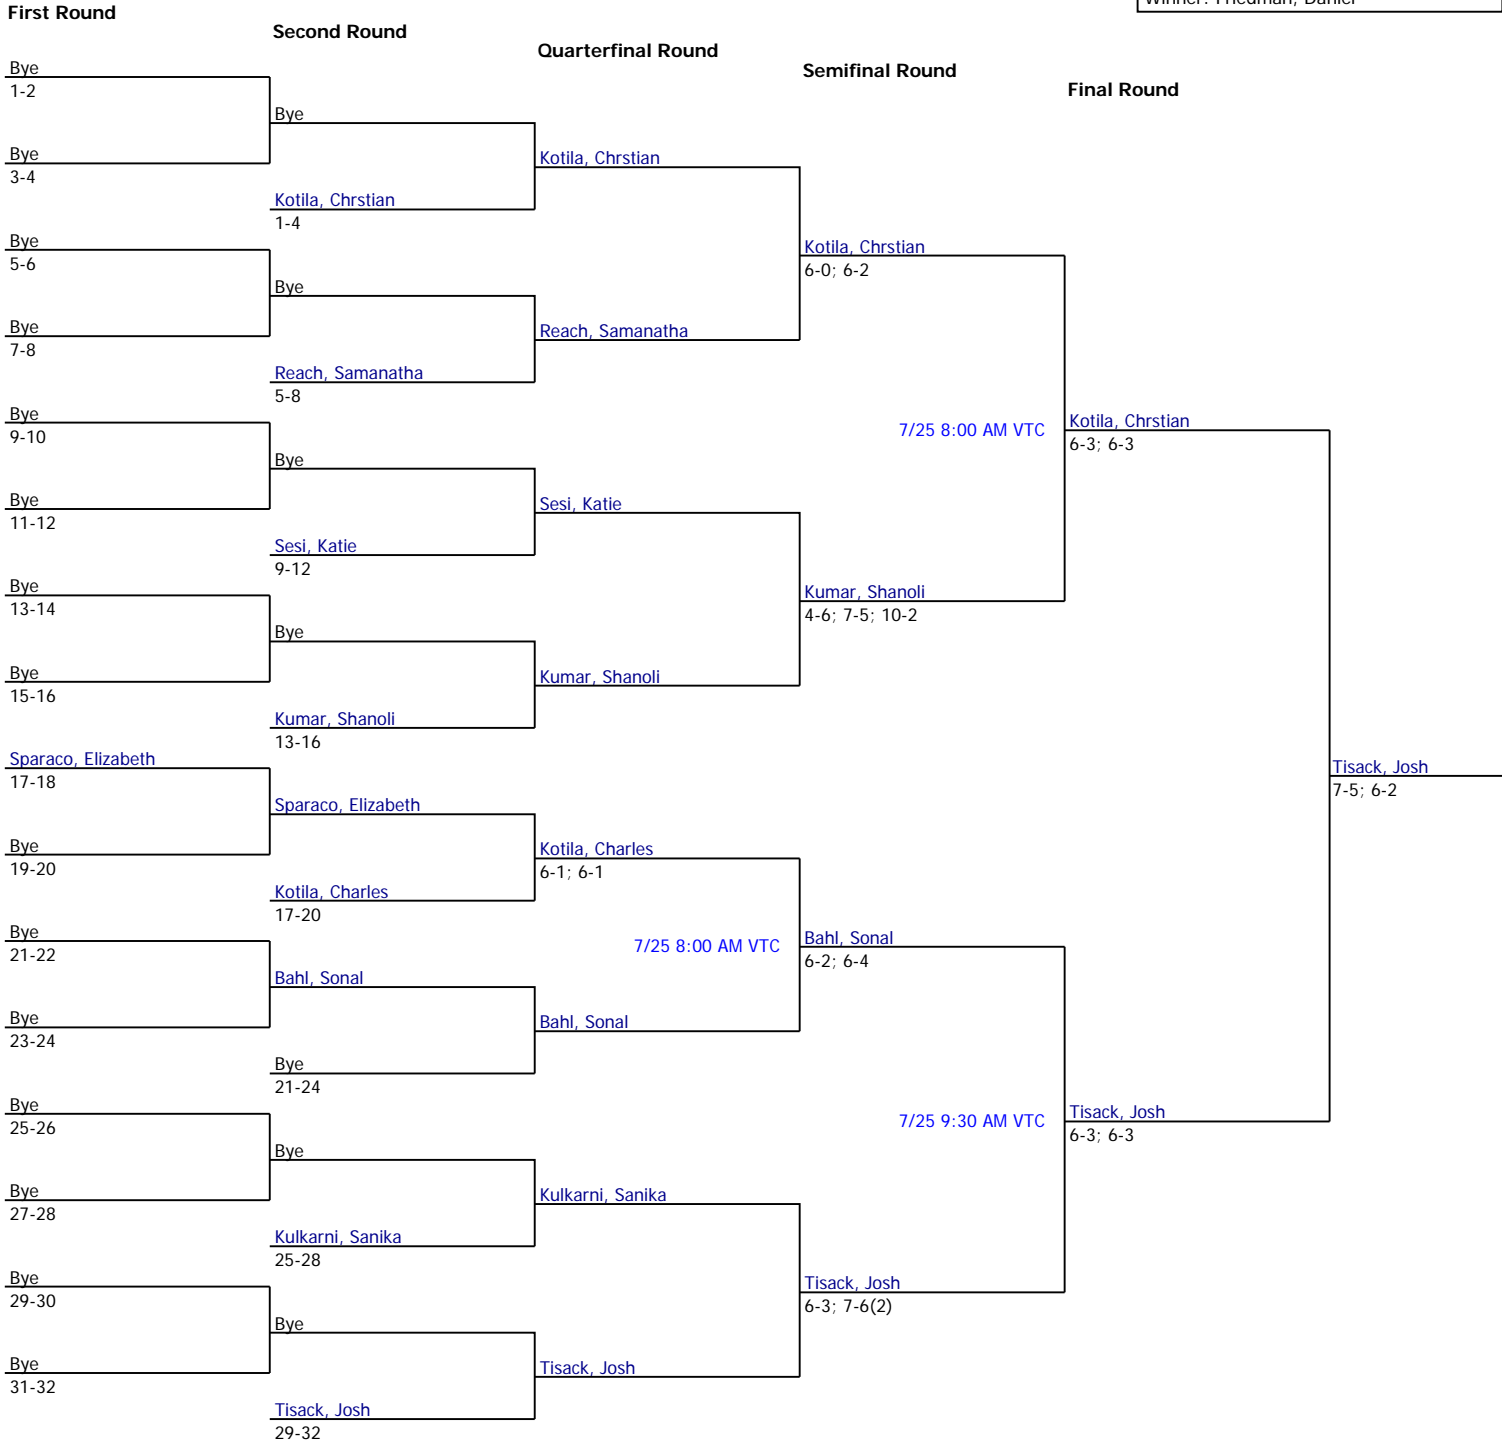 Winner: Friedman, Daniel
First Round
Second Round
Quarterfinal Round
Semifinal Round
Final Round
Bye
1-2
Bye
Bye
3-4
Kotila, Chrstian
Kotila, Chrstian
1-4
Bye
5-6
Kotila, Chrstian
6-0; 6-2
Bye
Bye
7-8
Reach, Samanatha
Reach, Samanatha
5-8
Bye
9-10
7/25 8:00 AM VTC
Kotila, Chrstian
6-3; 6-3
Bye
Bye
11-12
Sesi, Katie
Sesi, Katie
9-12
Bye
13-14
Kumar, Shanoli
4-6; 7-5; 10-2
Bye
Bye
15-16
Kumar, Shanoli
Kumar, Shanoli
13-16
Sparaco, Elizabeth
17-18
Tisack, Josh
7-5; 6-2
Sparaco, Elizabeth
Bye
19-20
Kotila, Charles
6-1; 6-1
Kotila, Charles
17-20
Bye
21-22
7/25 8:00 AM VTC
Bahl, Sonal
6-2; 6-4
Bahl, Sonal
Bye
23-24
Bahl, Sonal
Bye
21-24
Bye
25-26
7/25 9:30 AM VTC
Tisack, Josh
6-3; 6-3
Bye
Bye
27-28
Kulkarni, Sanika
Kulkarni, Sanika
25-28
Bye
29-30
Tisack, Josh
6-3; 7-6(2)
Bye
Bye
31-32
Tisack, Josh
Tisack, Josh
29-32